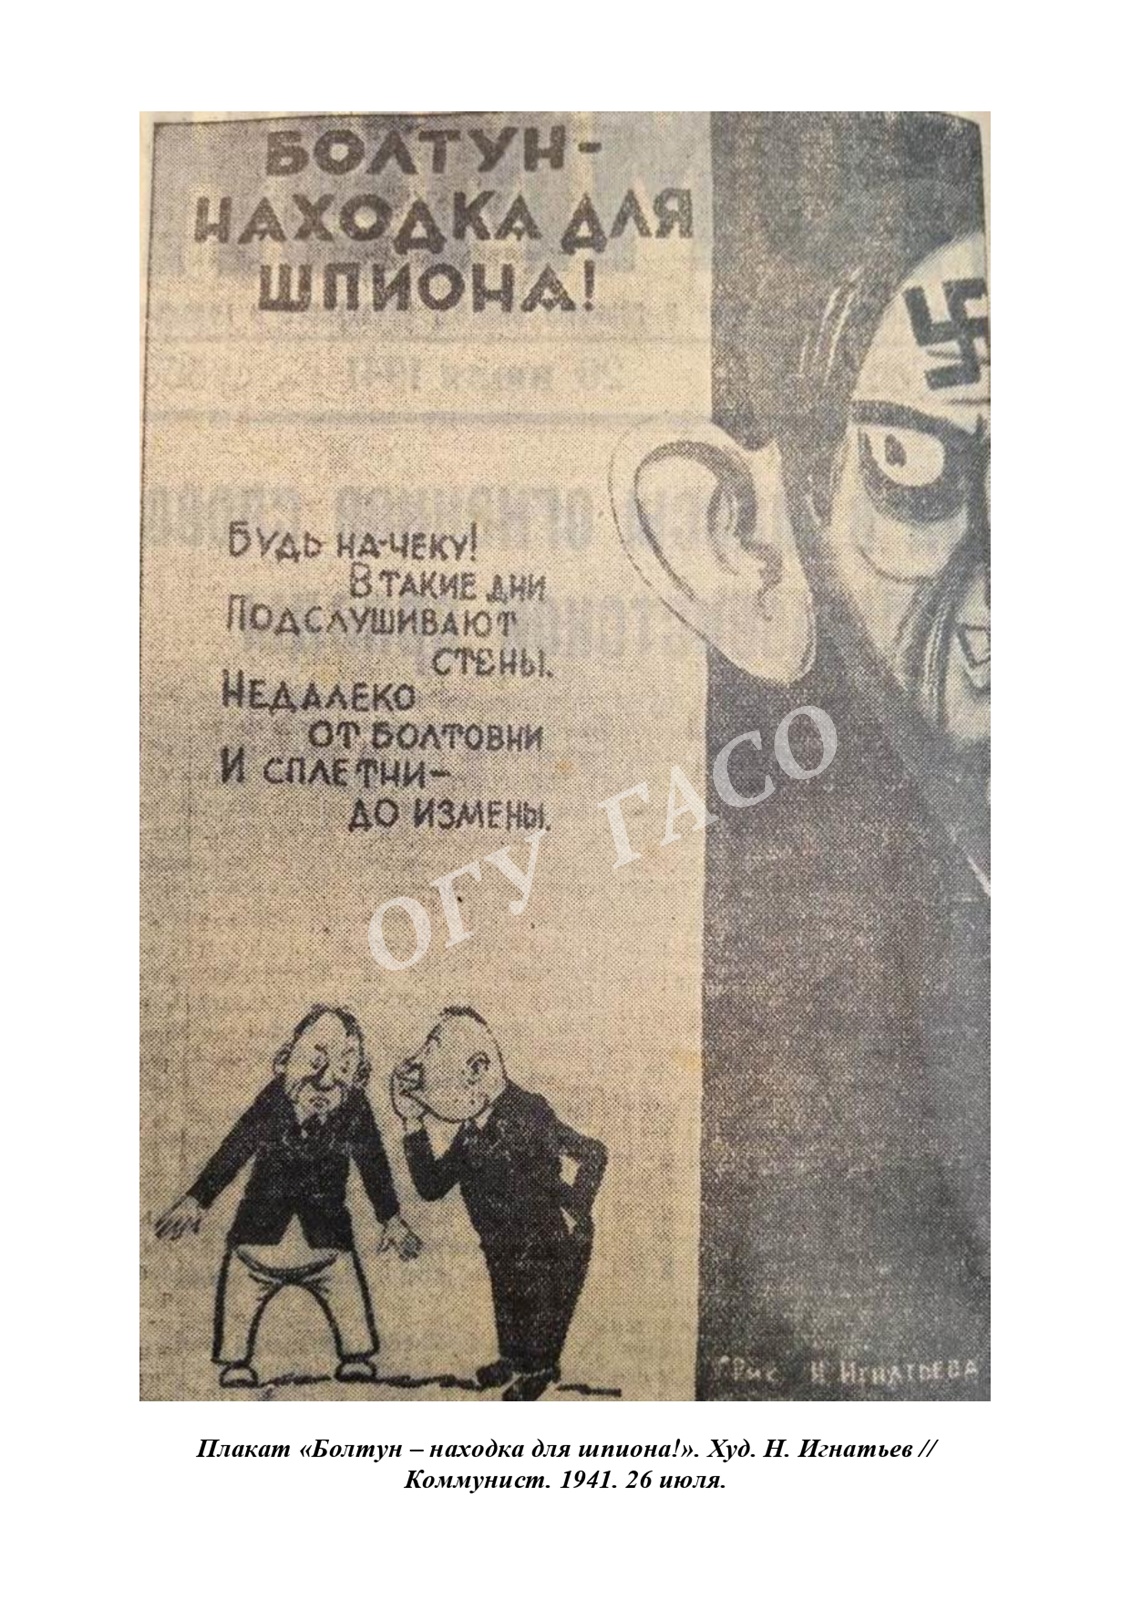 БОЛТУН-
НАХОДКА ДЛЯ
ШПИОНА!
БУДЬ НА-ЧЕКУ!
В ТАКИЕ ДНИ
ПОДСЛУШИВАЮТ
СТЕНЫ.
НЕДАЛЕКО
ОТ БОЛТОВНИ
И СПЛЕТНИ-
ДО ИЗМЕНЫ.
ОГУ ГАСО
Рис Н. ИГНАТЬЕВА
Плакат «Болтун – находка для шпиона!». Худ. Н. Игнатьев //
Коммунист. 1941. 26 июля.